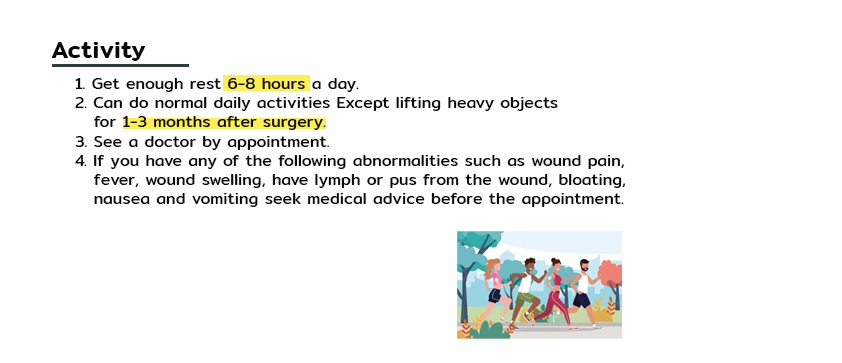 Activity
1. Get enough rest 6-8 hours a day.
2. Can do normal daily activities Except lifting heavy objects
for 1-3 months after surgery.
3. See a doctor by appointment.
4. If you have any of the following abnormalities such as wound pain,
fever, wound swelling, have lymph or pus from the wound, bloating,
nausea and vomiting seek medical advice before the appointment.